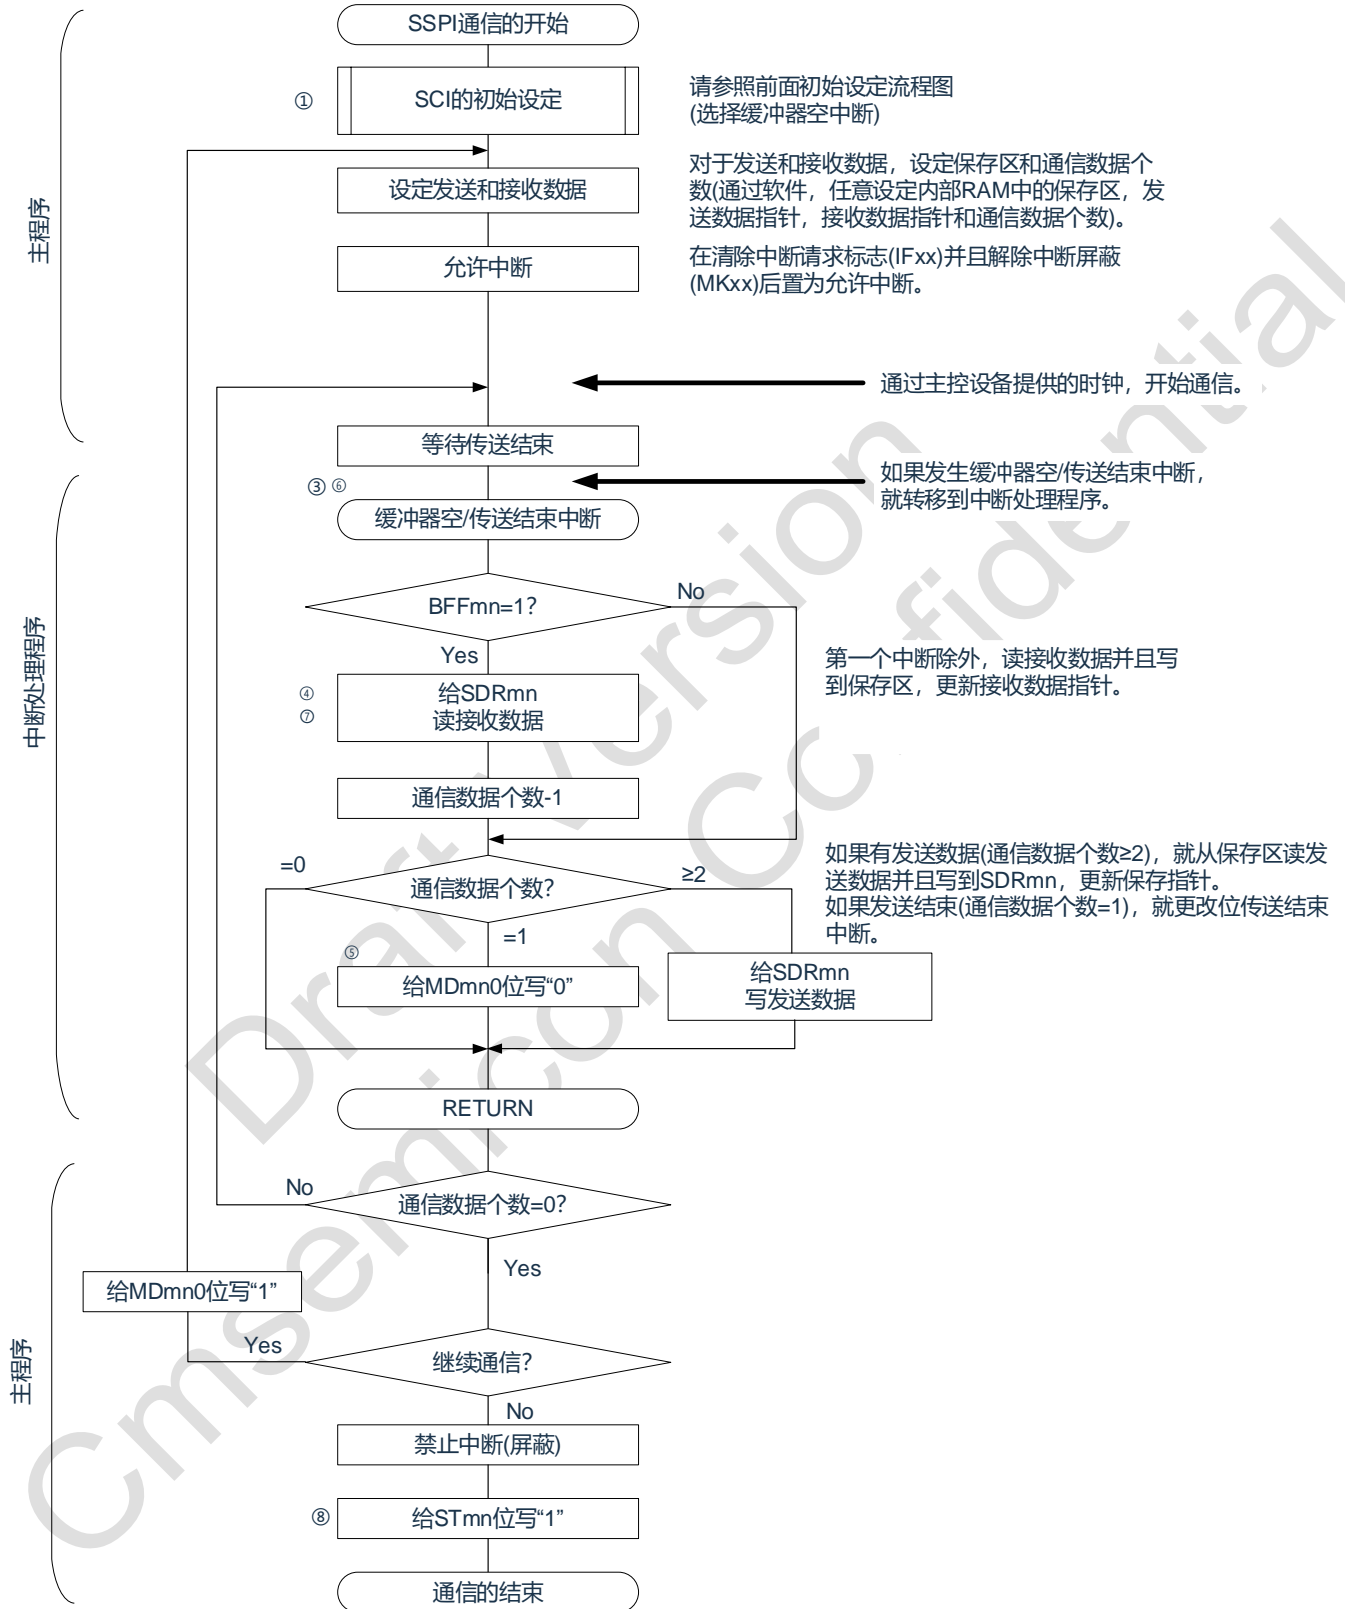 SSPI通信的开始
①
SCI的初始设定
请参照前面初始设定流程图
(选择缓冲器空中断)
设定发送和接收数据
对于发送和接收数据，设定保存区和通信数据个
数(通过软件，任意设定内部RAM中的保存区，发
送数据指针，接收数据指针和通信数据个数)。
主程序
允许中断
在清除中断请求标志(IFxx)并且解除中断屏蔽
(MKxx)后置为允许中断。
通过主控设备提供的时钟，开始通信。
等待传送结束
③ ⑥
如果发生缓冲器空/传送结束中断，
就转移到中断处理程序。
缓冲器空/传送结束中断
BFFmn=1?
No
Yes
中断处理程序
第一个中断除外，读接收数据并且写
到保存区，更新接收数据指针。
④
⑦
给SDRmn
读接收数据
通信数据个数-1
=0
通信数据个数?
≥2
如果有发送数据(通信数据个数≥2)，就从保存区读发
送数据并且写到SDRmn，更新保存指针。
如果发送结束(通信数据个数=1)，就更改位传送结束
中断。
=1
⑤
给MDmn0位写“0”
给SDRmn
写发送数据
RETURN
No
通信数据个数=0?
Yes
给MDmn0位写“1”
Yes
继续通信?
主程序
No
禁止中断(屏蔽)
⑧
给STmn位写“1”
通信的结束
Draft Version
Cmsemicon Confidential